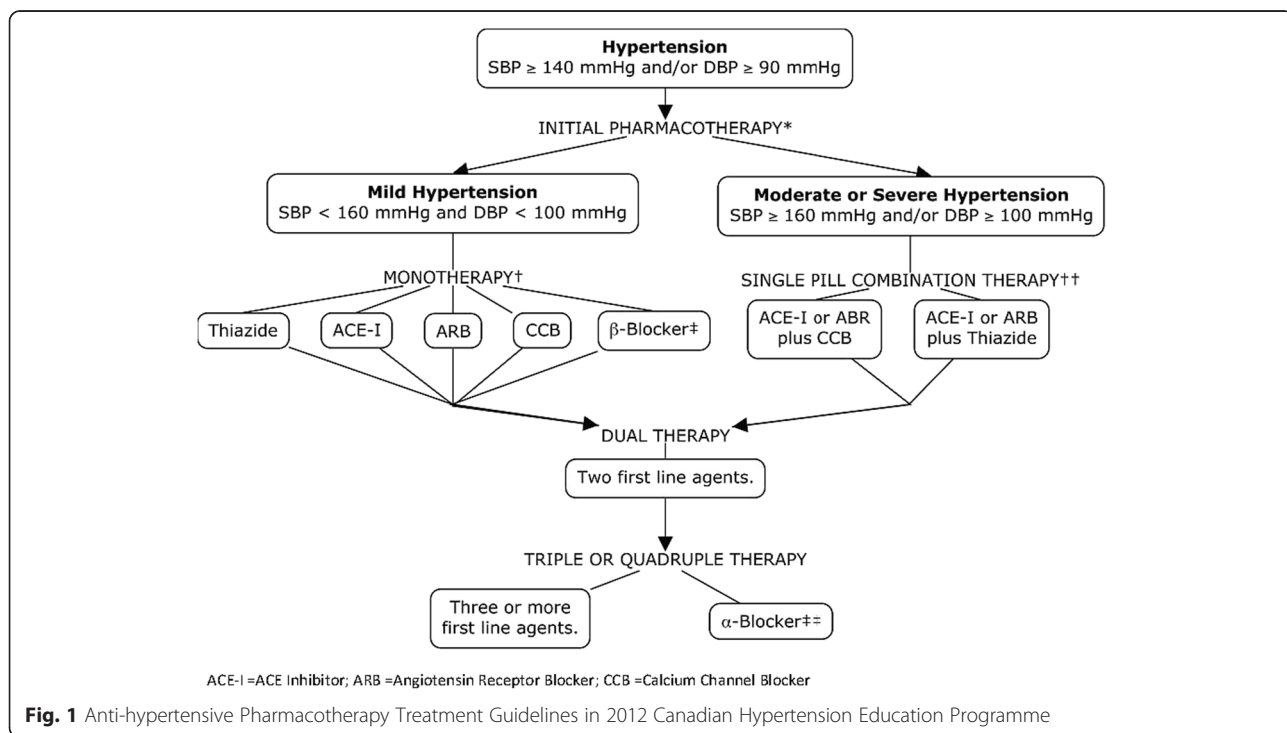 Hypertension
SBP ≥ 140 mmHg and/or DBP ≥ 90 mmHg
INITIAL PHARMACOTHERAPY*
Mild Hypertension
SBP < 160 mmHg and DBP < 100 mmHg
Moderate or Severe Hypertension
SBP ≥ 160 mmHg and/or DBP ≥ 100 mmHg
MONOTHERAPY†
Thiazide
ACE-I
ARB
CCB
β-Blocker‡
SINGLE PILL COMBINATION THERAPY††
ACE-I or ABR
plus CCB
ACE-I or ARB
plus Thiazide
DUAL THERAPY
Two first line agents.
TRIPLE OR QUADRUPLE THERAPY
Three or more
first line agents.
α-Blocker‡‡
ACE-I =ACE Inhibitor; ARB =Angiotensin Receptor Blocker; CCB =Calcium Channel Blocker
Fig. 1 Anti-hypertensive Pharmacotherapy Treatment Guidelines in 2012 Canadian Hypertension Education Programme